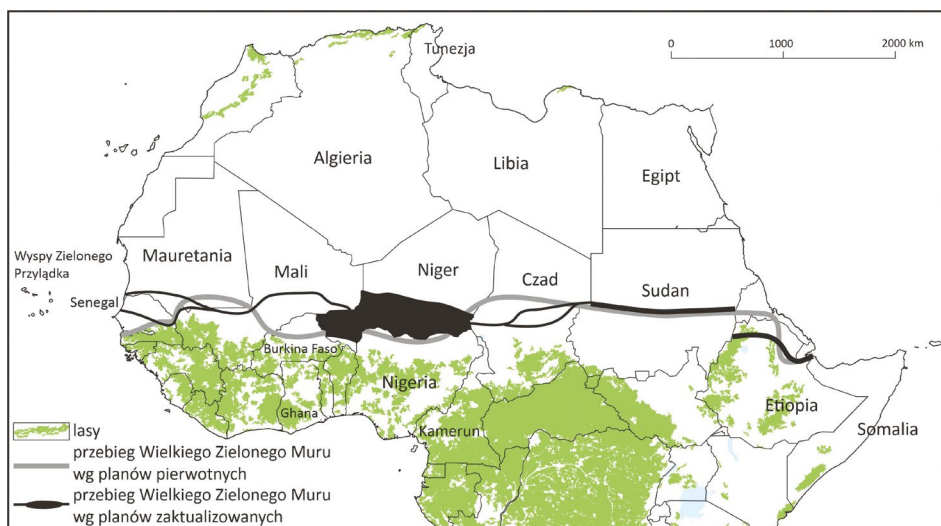 Tunezja
0 1000 2000 km
Algieria
Libia
Egipt
Wyspy Zielonego
Przylądka
Mauretania
Mali
Niger
Czad
Sudan
Senegal
Burkina Faso
Nigeria
Ghana
Kamerun
Etiopia
Somalia
lasy
przebieg Wielkiego Zielonego Muru
wg planów pierwotnych
przebieg Wielkiego Zielonego Muru
wg planów zaktualizowanych